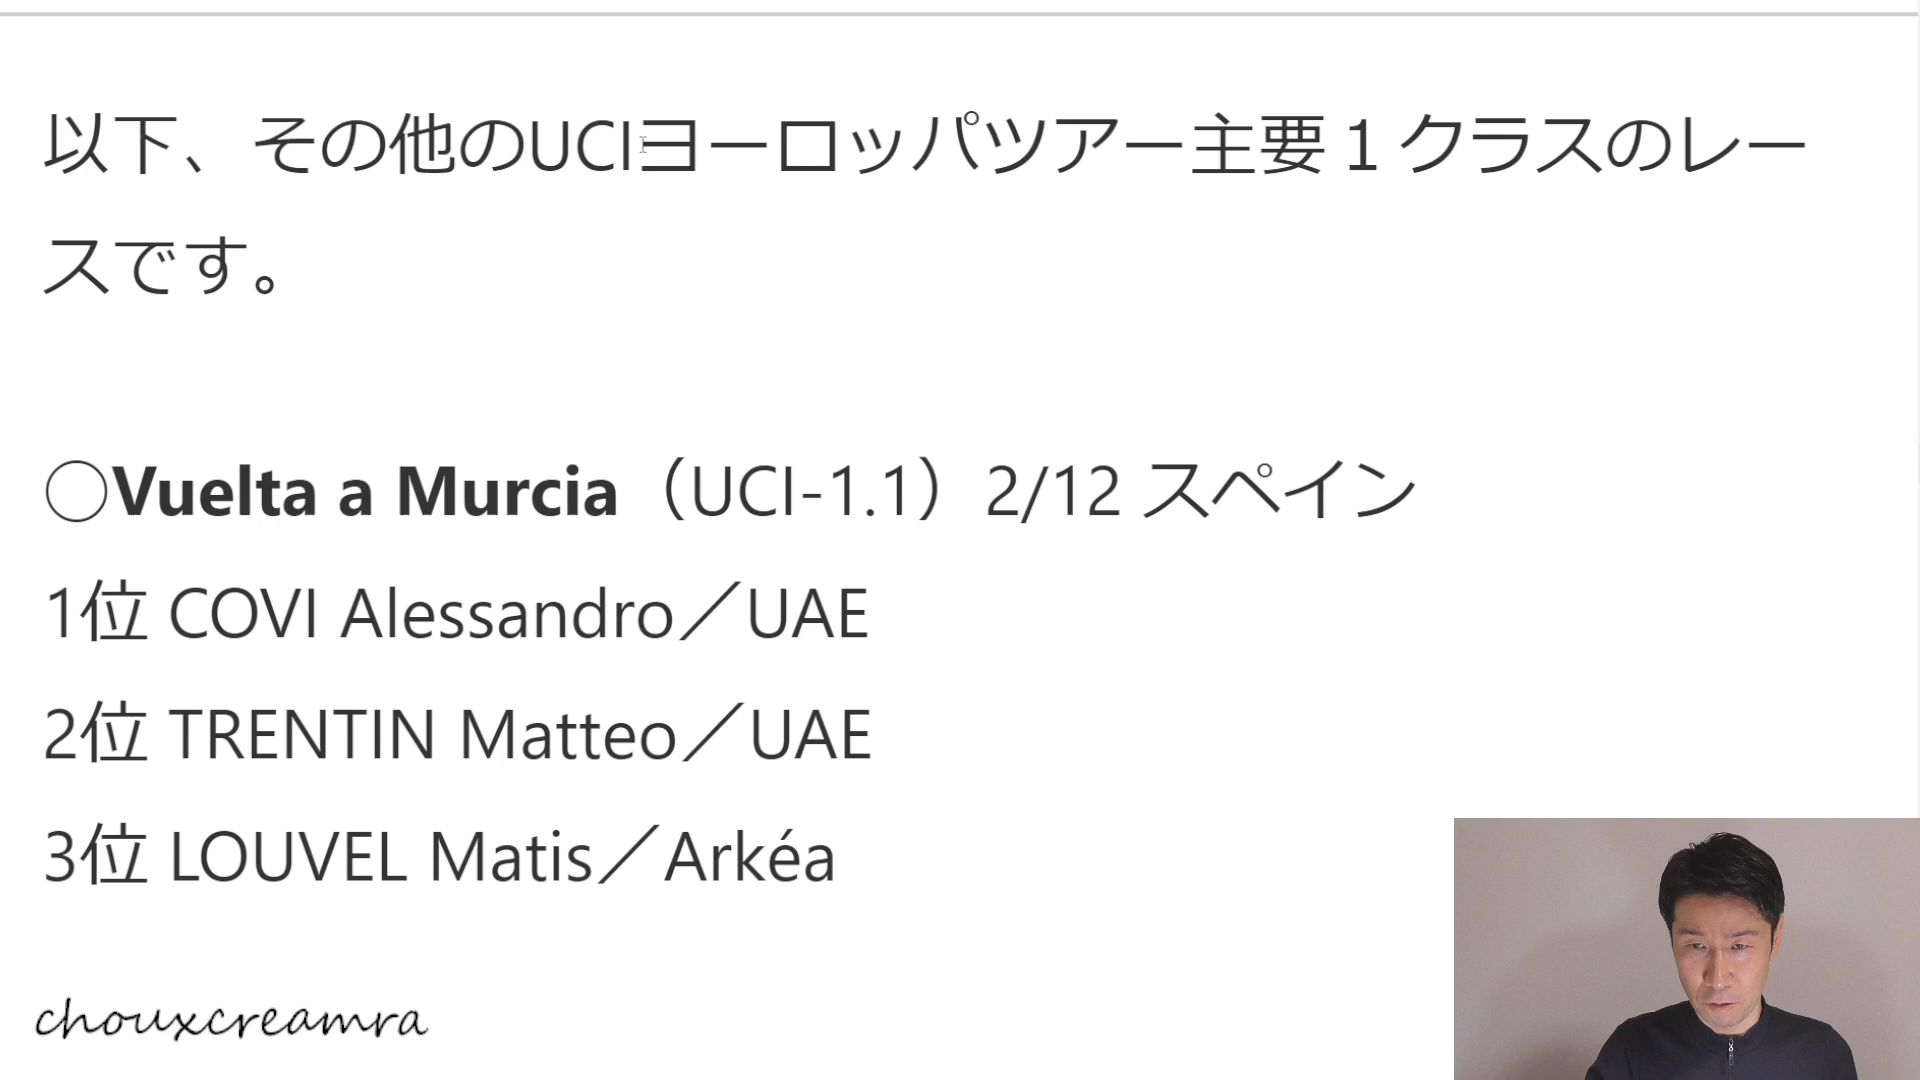 以下、その他のUCIヨーロッパツアー主要１クラスのレー
スです。
◯Vuelta a Murcia（UCI-1.1）2/12 スペイン
1位 COVI Alessandro／UAE
2位 TRENTIN Matteo／UAE
3位 LOUVEL Matis／Arkéa
chouxcreamra